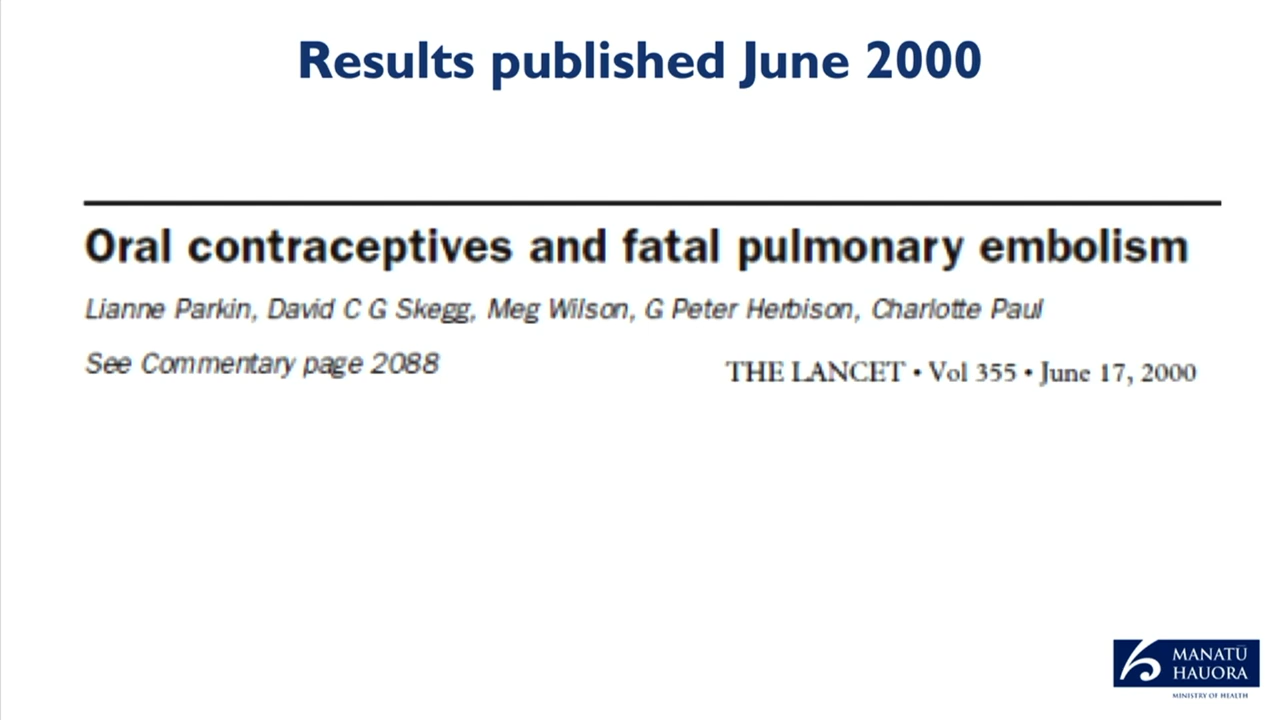 Results published June 2000
Oral contraceptives and fatal pulmonary embolism
Lianne Parkin, David C G Skegg, Meg Wilson, G Peter Herbison, Charlotte Paul
See Commentary page 2088
THE LANCET • Vol 355 • June 17, 2000
MANATŪ
HAUORA
MINISTRY OF HEALTH